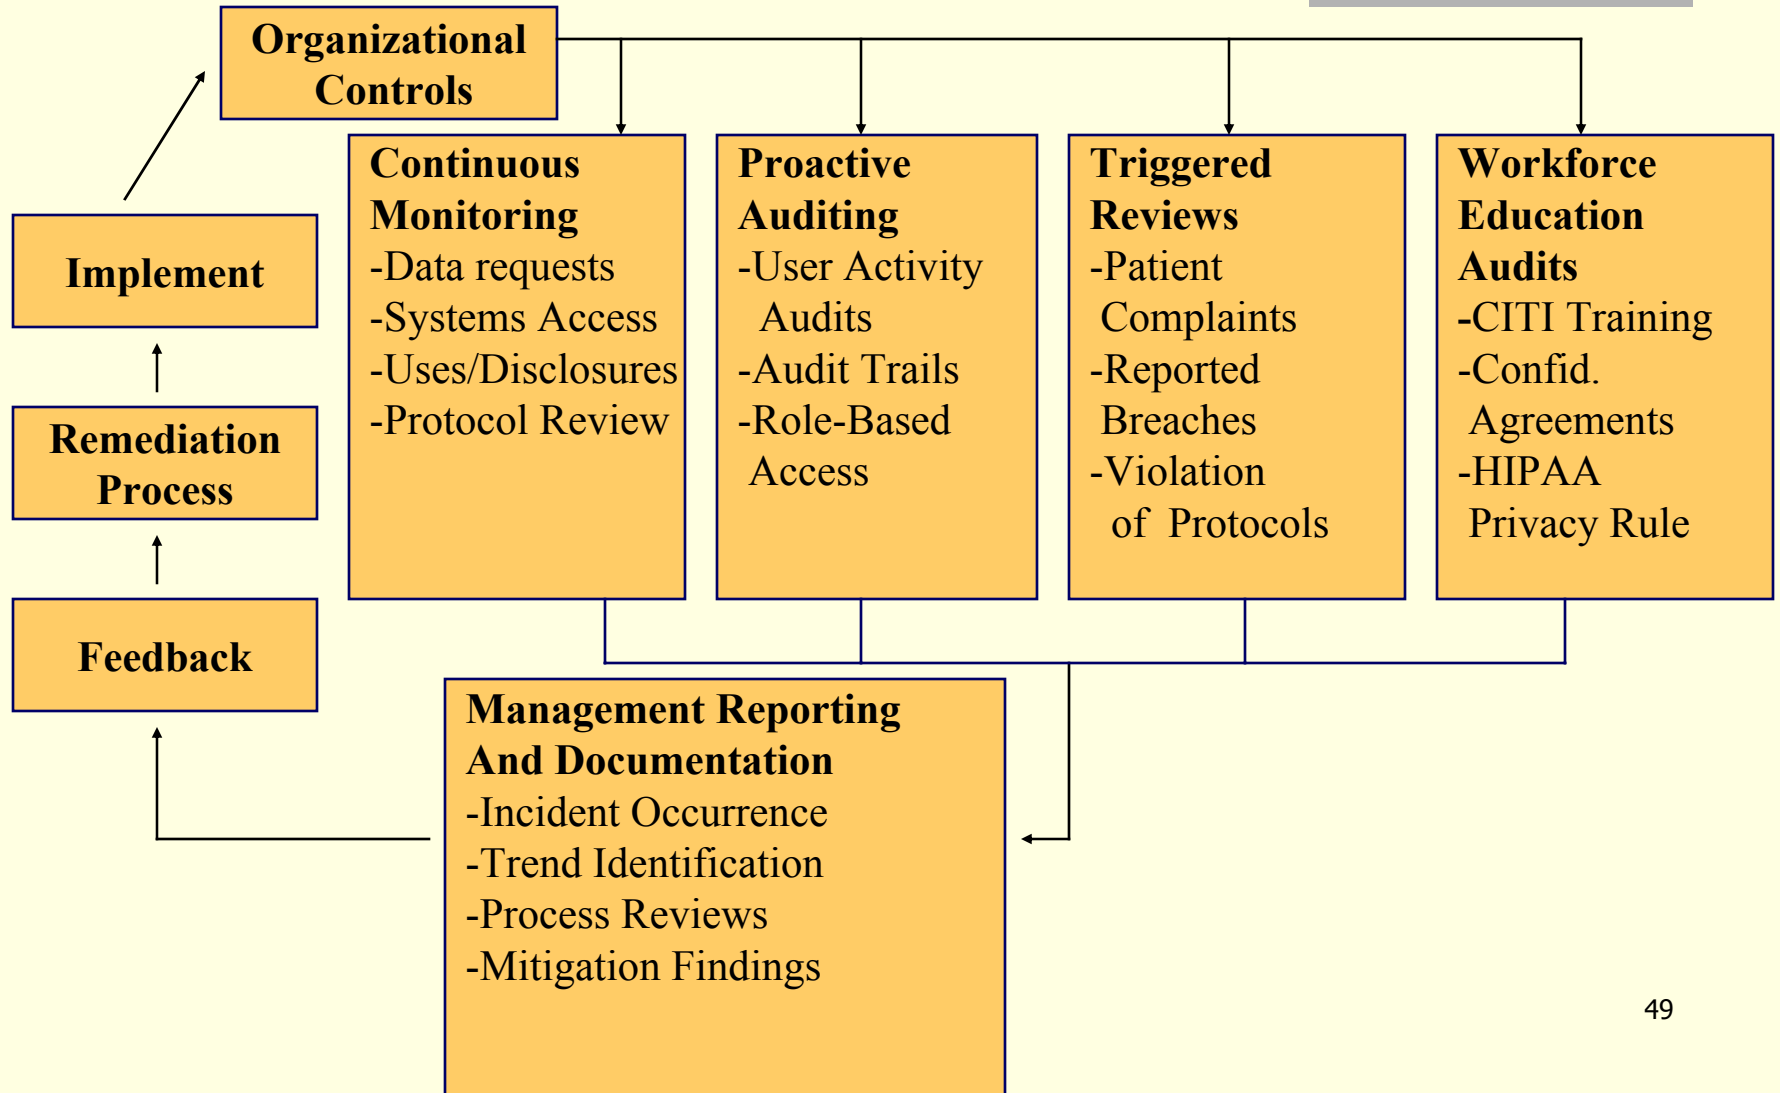 Organizational
Controls
Continuous
Monitoring
-Data requests
-Systems Access
-Uses/Disclosures
-Protocol Review
Proactive
Auditing
-User Activity
Audits
-Audit Trails
-Role-Based
Access
Triggered
Reviews
-Patient
Complaints
-Reported
Breaches
-Violation
of Protocols
Workforce
Education
Audits
-CITI Training
-Confid.
Agreements
-HIPAA
Privacy Rule
Implement
Remediation
Process
Feedback
Management Reporting
And Documentation
-Incident Occurrence
-Trend Identification
-Process Reviews
-Mitigation Findings
49